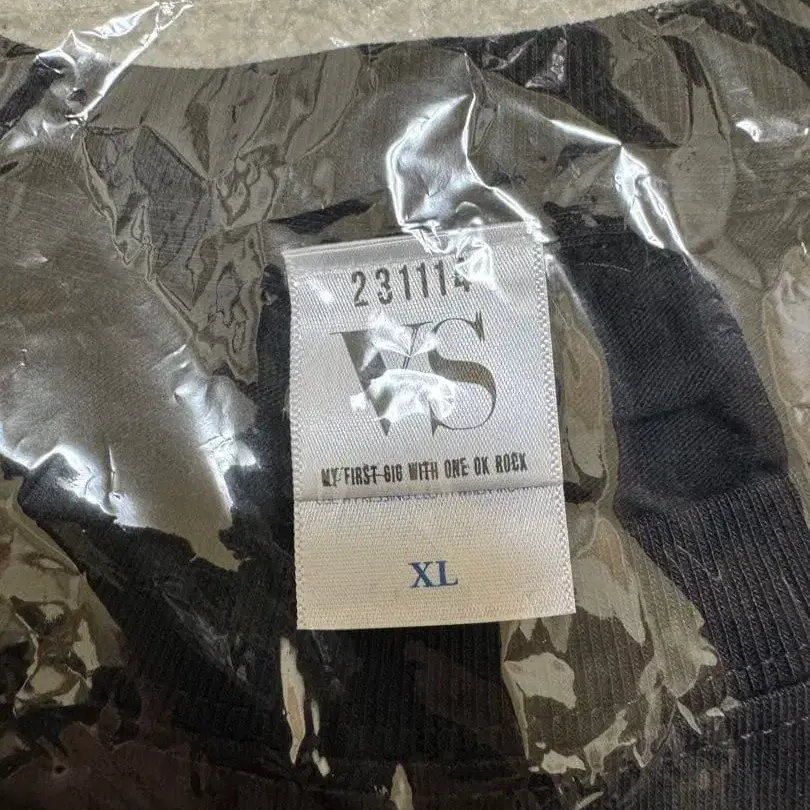 231114
VS
MY FIRST GIG WITH ONE OK ROCK
XL